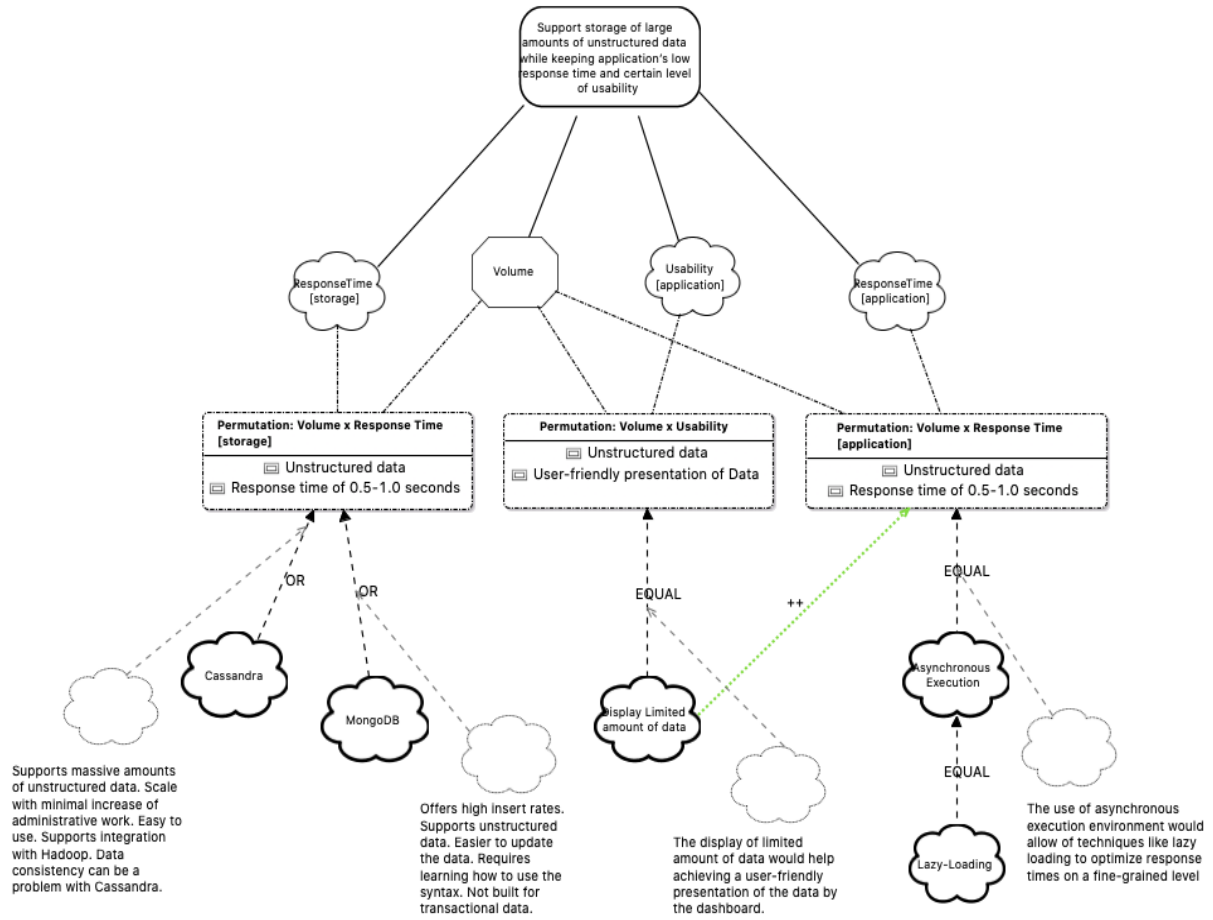 Support storage of large
amounts of unstructured data
while keeping application's low
response time and certain level
of usability
ResponseTime
[storage]
Volume
Usability
[application]
ResponseTime
[application]
Permutation: Volume x Response Time
[storage]
Unstructured data
Response time of 0.5-1.0 seconds
Permutation: Volume x Usability
Unstructured data
User-friendly presentation of Data
Permutation: Volume x Response Time
[application]
Unstructured data
Response time of 0.5-1.0 seconds
OR
OR
EQUAL
++
EQUAL
Cassandra
MongoDB
Display Limited
amount of data
Asynchronous
Execution
EQUAL
Lazy-Loading
Supports massive amounts
of unstructured data. Scale
with minimal increase of
administrative work. Easy to
use. Supports integration
with Hadoop. Data
consistency can be a
problem with Cassandra.
Offers high insert rates.
Supports unstructured
data. Easier to update
the data. Requires
learning how to use the
syntax. Not built for
transactional data.
The display of limited
amount of data would help
achieving a user-friendly
presentation of the data by
the dashboard.
The use of asynchronous
execution environment would
allow of techniques like lazy
loading to optimize response
times on a fine-grained level